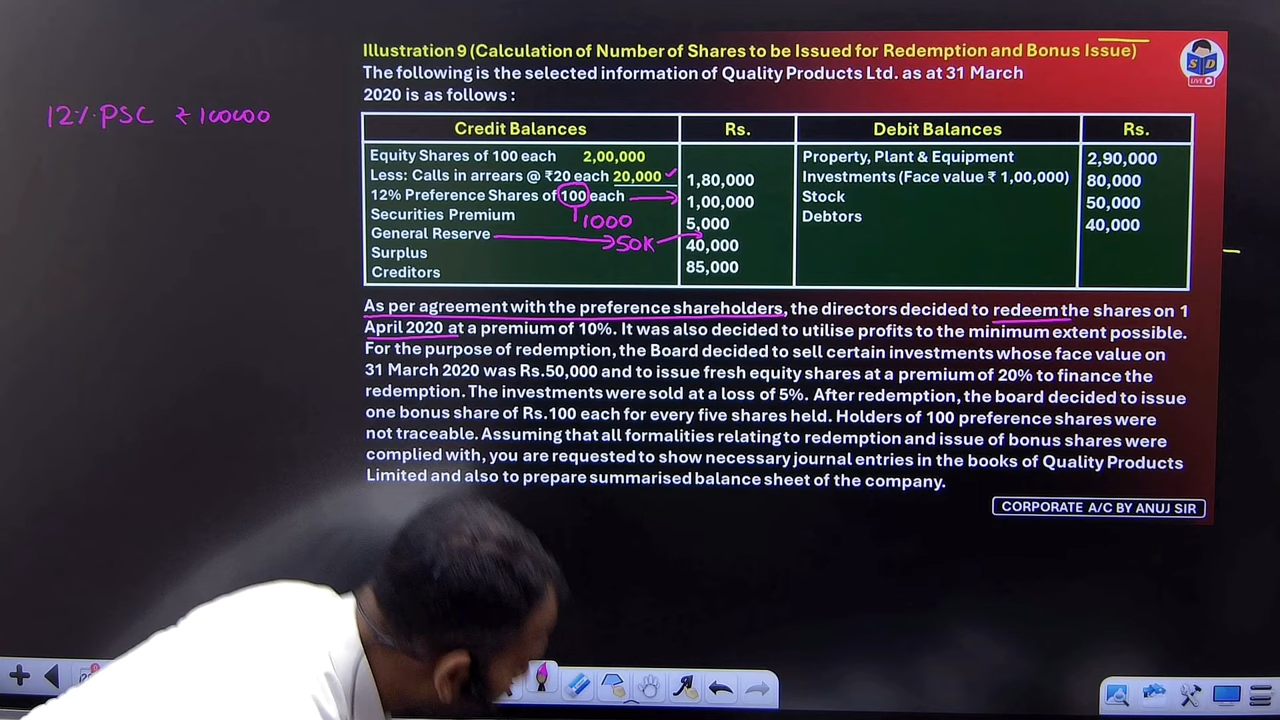 Illustration 9 (Calculation of Number of Shares to be Issued for Redemption and Bonus Issue)
The following is the selected information of Quality Products Ltd. as at 31 March
2020 is as follows :
S D
LIVE
12% PSC ₹ 100000
Credit Balances Rs. Debit Balances Rs.
Equity Shares of 100 each 2,00,000
Less: Calls in arrears @ ₹20 each 20,000 1,80,000
12% Preference Shares of 100 each 1,00,000
1000
Securities Premium 5,000
General Reserve 50K 40,000
Surplus 85,000
Creditors
Property, Plant & Equipment 2,90,000
Investments (Face value ₹ 1,00,000) 80,000
Stock 50,000
Debtors 40,000
As per agreement with the preference shareholders, the directors decided to redeem the shares on 1
April 2020 at a premium of 10%. It was also decided to utilise profits to the minimum extent possible.
For the purpose of redemption, the Board decided to sell certain investments whose face value on
31 March 2020 was Rs.50,000 and to issue fresh equity shares at a premium of 20% to finance the
redemption. The investments were sold at a loss of 5%. After redemption, the board decided to issue
one bonus share of Rs.100 each for every five shares held. Holders of 100 preference shares were
not traceable. Assuming that all formalities relating to redemption and issue of bonus shares were
complied with, you are requested to show necessary journal entries in the books of Quality Products
Limited and also to prepare summarised balance sheet of the company.
CORPORATE A/C BY ANUJ SIR